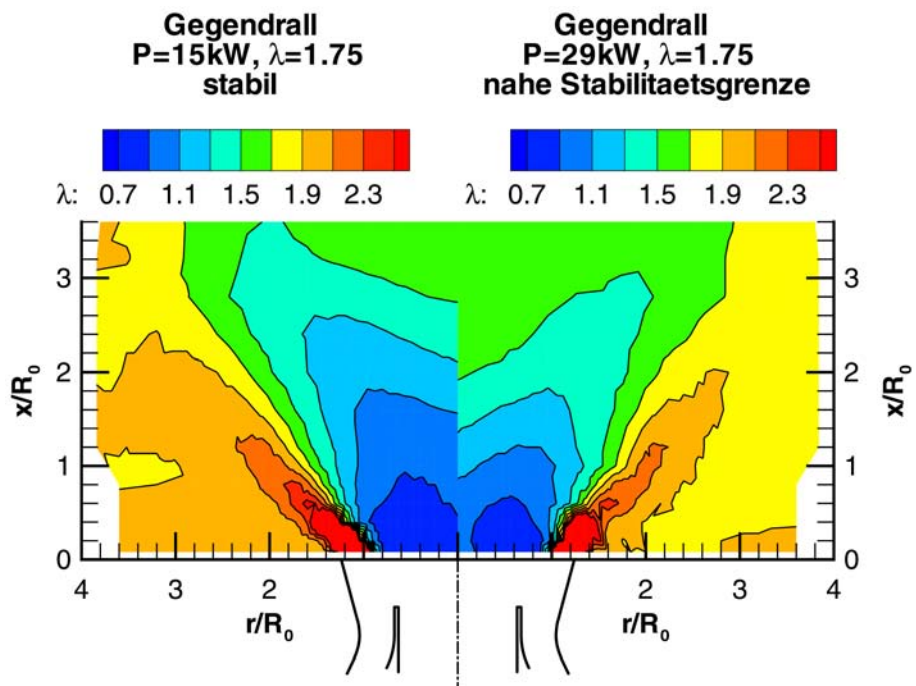 Gegendrall
P=15kW, λ=1.75
stabil
Gegendrall
P=29kW, λ=1.75
nahe Stabilitaetsgrenze
λ: 0.7 1.1 1.5 1.9 2.3
λ: 0.7 1.1 1.5 1.9 2.3
x/R₀
3
2
1
0
3
2
1
0
x/R₀
4 3 2
2 3 4
r/R₀
r/R₀